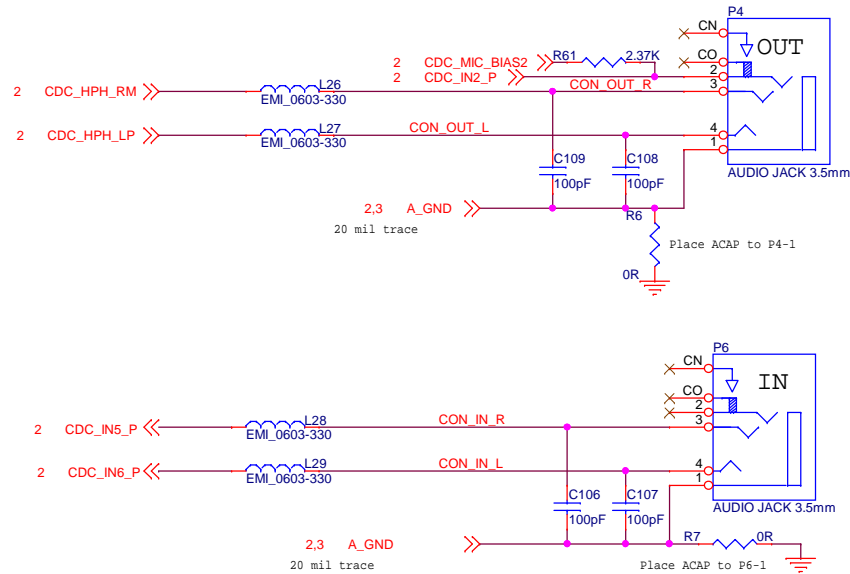 P4
CN
OUT
CO
2 CDC_MIC_BIAS2 R61 2.37K
2 CDC_IN2_P 2
2 CDC_HPH_RM L26 CON_OUT_R 3
EMI_0603-330
2 CDC_HPH_LP L27 CON_OUT_L 4
EMI_0603-330
1
C109 C108
100pF 100pF
AUDIO JACK 3.5mm
2,3 A_GND
R6
20 mil trace
Place ACAP to P4-1
0R
P6
CN
IN
CO
2
2 CDC_IN5_P L28 CON_IN_R 3
EMI_0603-330
2 CDC_IN6_P L29 CON_IN_L 4
EMI_0603-330
1
C106 C107
100pF 100pF
AUDIO JACK 3.5mm
2,3 A_GND R7 0R
20 mil trace
Place ACAP to P6-1